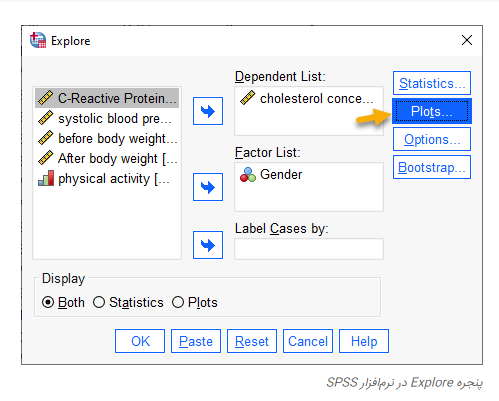 Explore
Dependent List:
Statistics...
C-Reactive Protein...
cholesterol conce...
systolic blood pre...
Plots...
before body weight...
After body weight [...
Options...
physical activity [...
Factor List:
Gender
Bootstrap...
Label Cases by:
Display
Both Statistics Plots
OK Paste Reset Cancel Help
پنجره Explore در نرم‌افزار SPSS